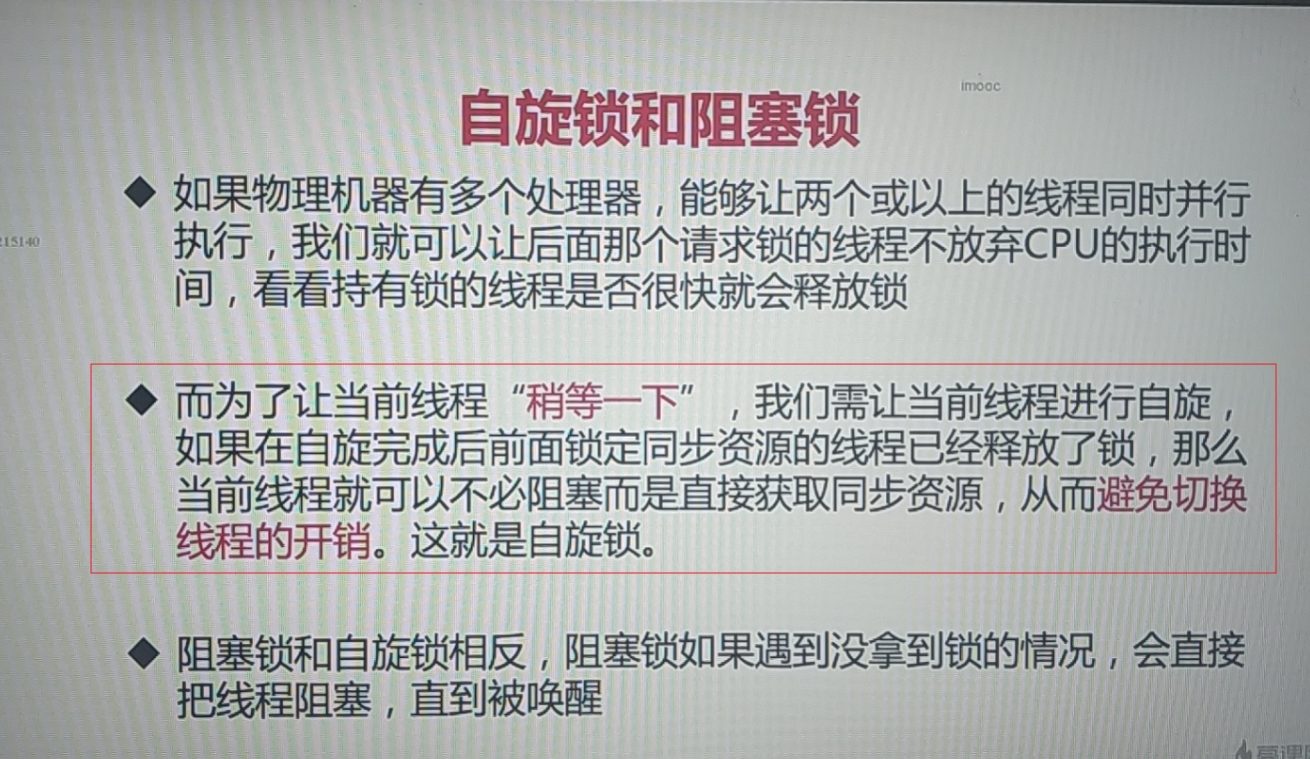 imooc
自旋锁和阻塞锁
◆ 如果物理机器有多个处理器，能够让两个或以上的线程同时并行
215140
执行，我们就可以让后面那个请求锁的线程不放弃CPU的执行时
间，看看持有锁的线程是否很快就会释放锁
◆ 而为了让当前线程“稍等一下”，我们需让当前线程进行自旋，
如果在自旋完成后前面锁定同步资源的线程已经释放了锁，那么
当前线程就可以不必阻塞而是直接获取同步资源，从而避免切换
线程的开销。这就是自旋锁。
◆ 阻塞锁和自旋锁相反，阻塞锁如果遇到没拿到锁的情况，会直接
把线程阻塞，直到被唤醒